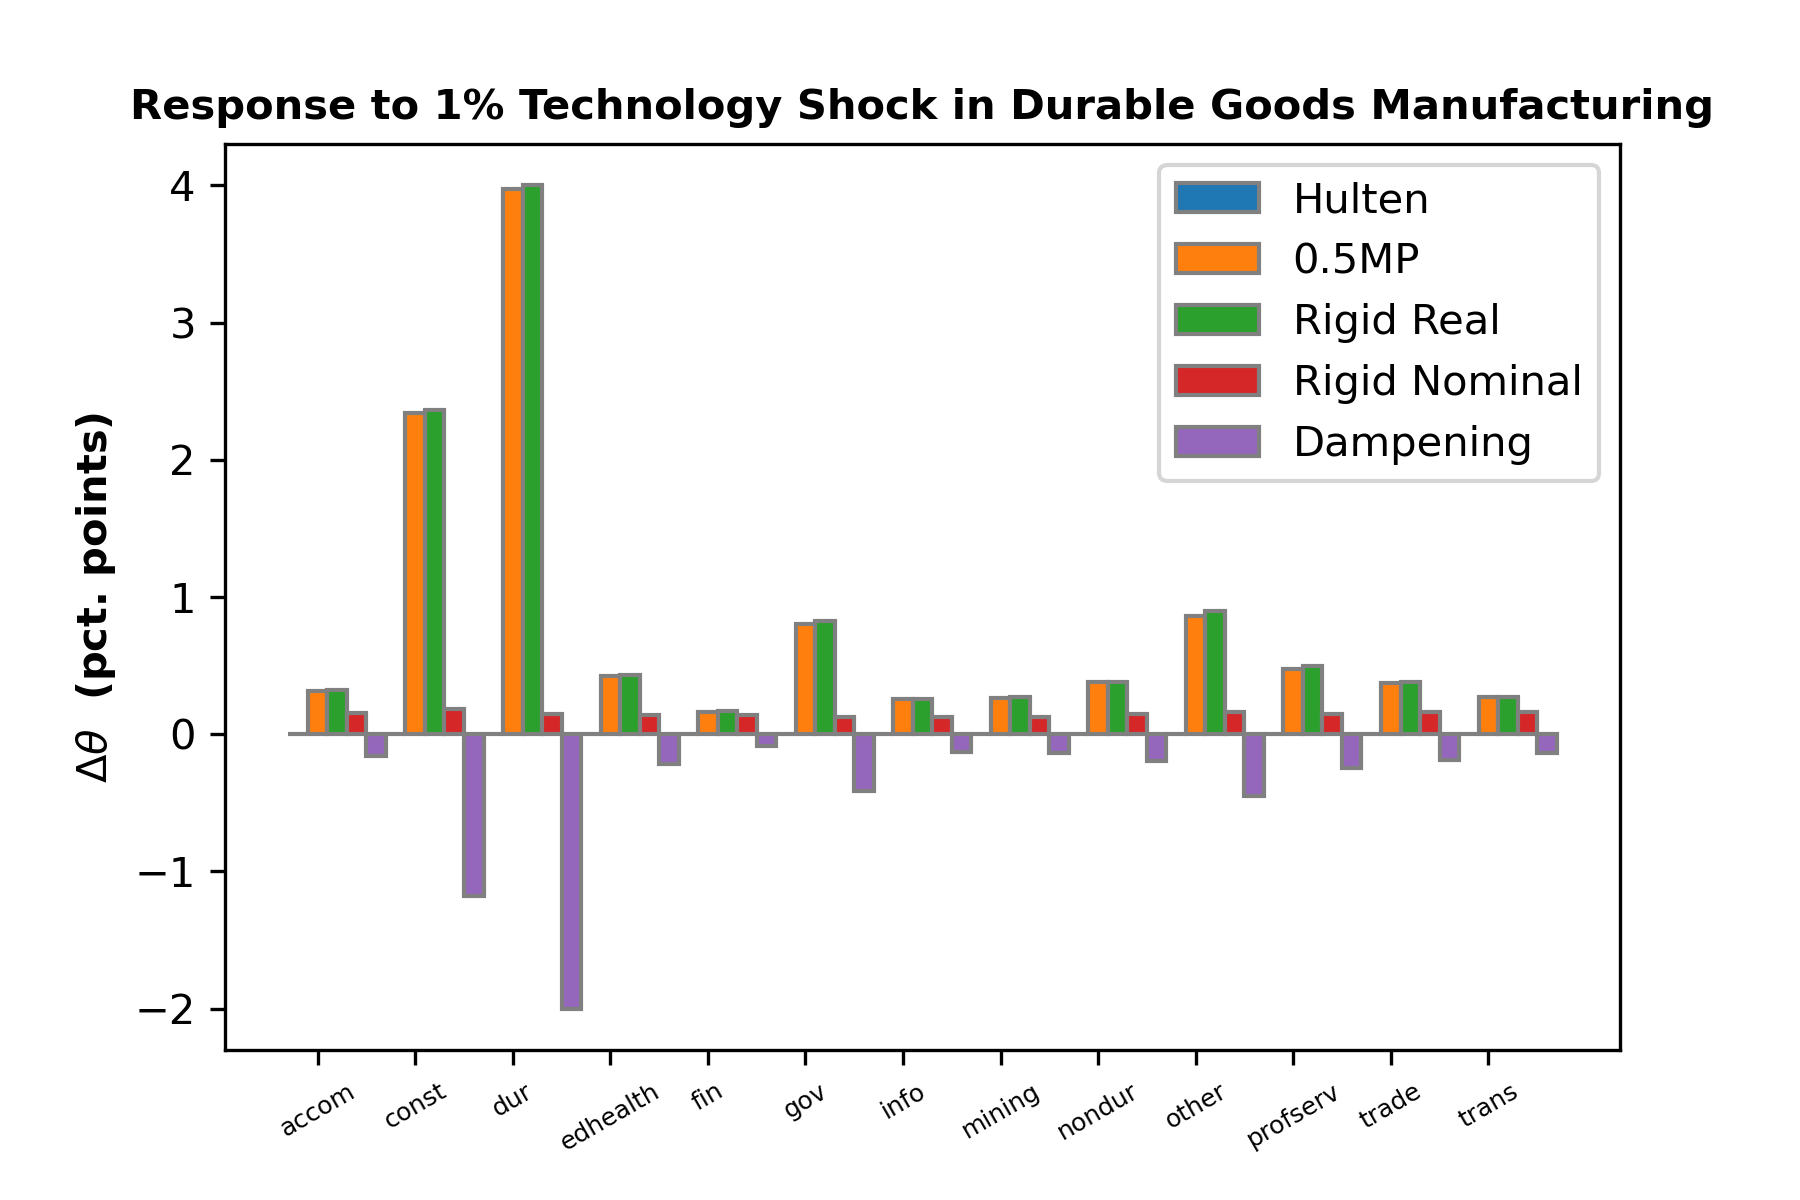 Response to 1% Technology Shock in Durable Goods Manufacturing
Δθ (pct. points)
4
3
2
1
0
−1
−2
Hulten
0.5MP
Rigid Real
Rigid Nominal
Dampening
accom
const
dur
edhealth
fin
gov
info
mining
nondur
other
profserv
trade
trans